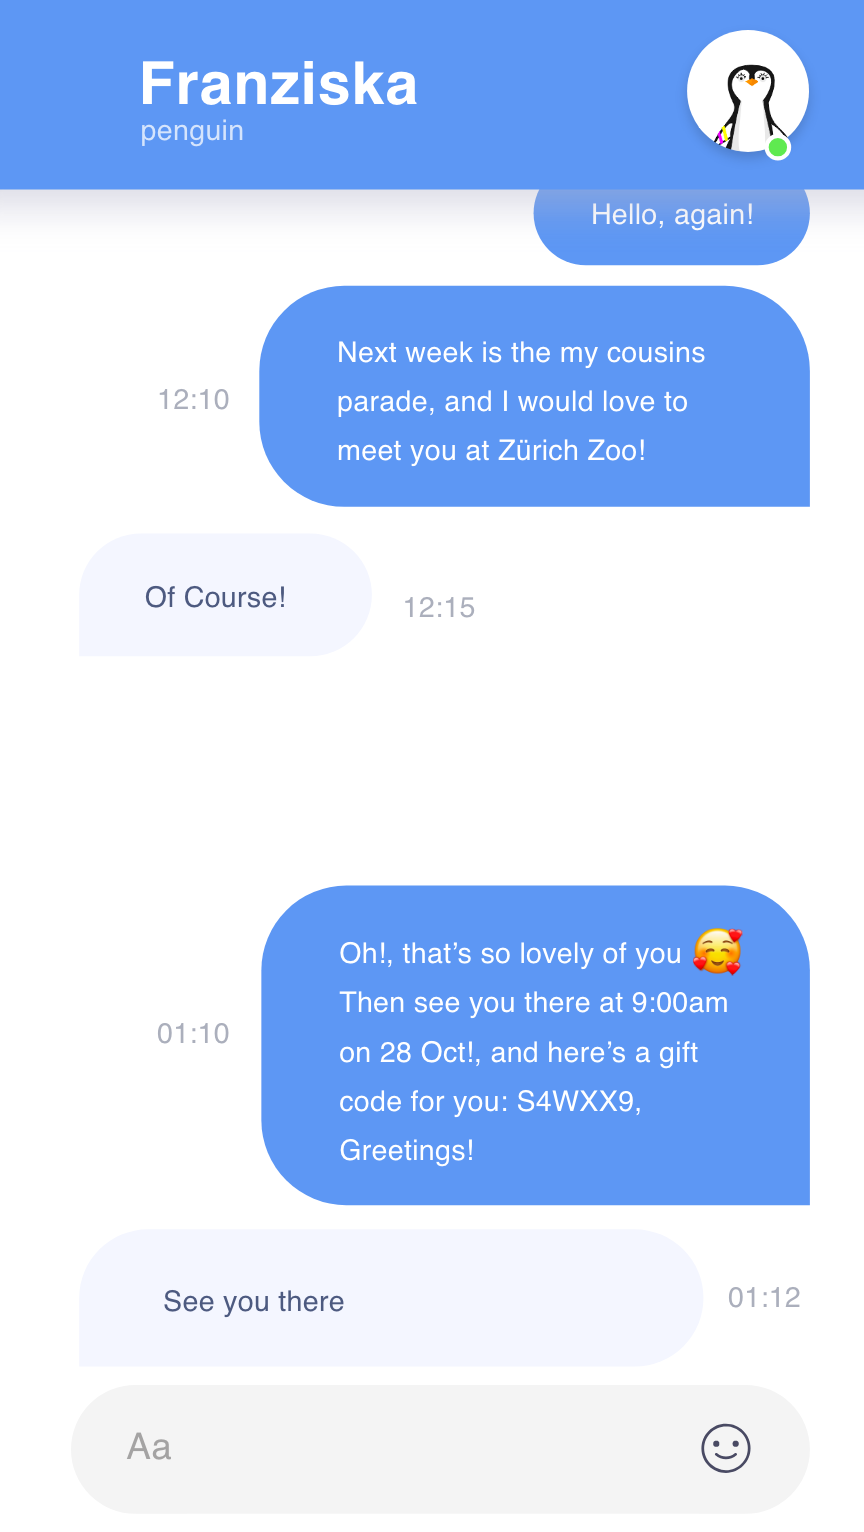 Franziska
penguin
Hello, again!
Next week is the my cousins
parade, and I would love to
meet you at Zürich Zoo!
12:10
Of Course!
12:15
Oh!, that’s so lovely of you 🥰
Then see you there at 9:00am
on 28 Oct!, and here’s a gift
code for you: S4WXX9,
Greetings!
01:10
See you there
01:12
Aa